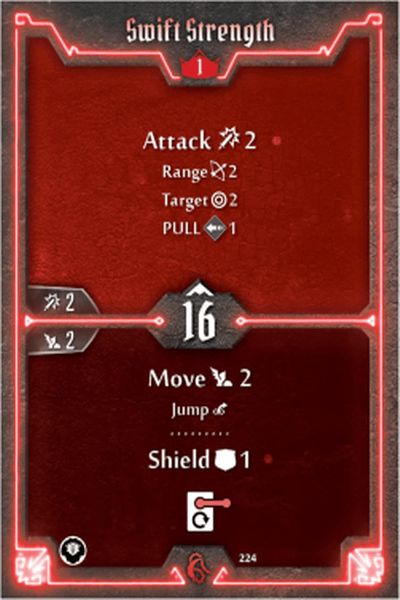 Swift Strength
1
Attack 2
Range 2
Target 2
PULL 1
2
16
2
Move 2
Jump
Shield 1
224